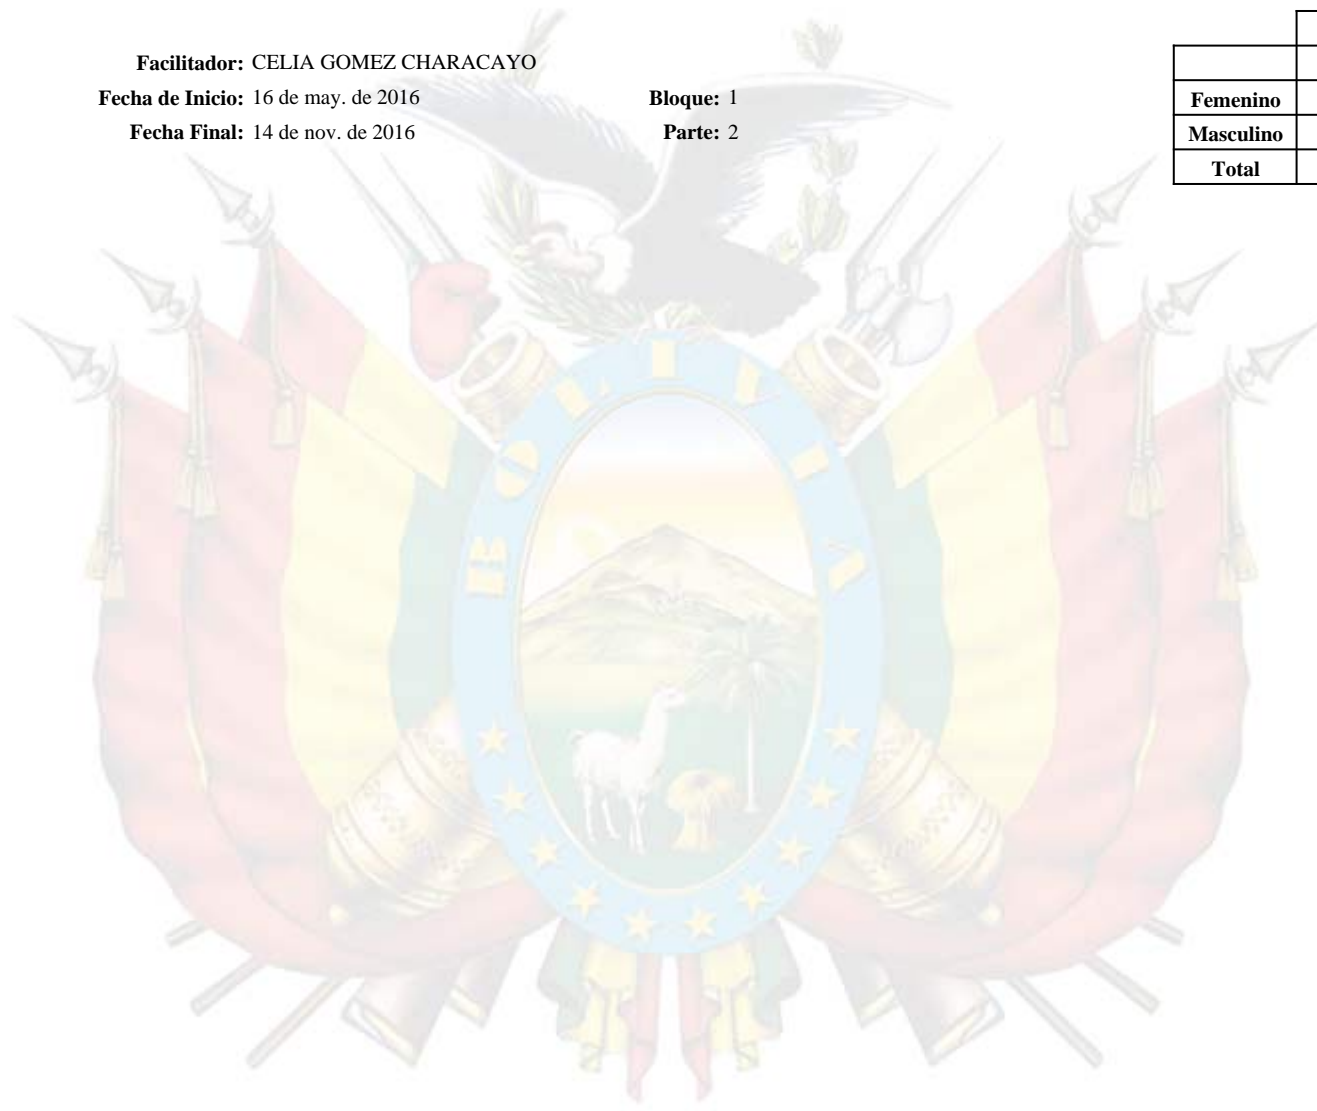 Facilitador: CELIA GOMEZ CHARACAYO
Fecha de Inicio: 16 de may. de 2016 Bloque: 1
Fecha Final: 14 de nov. de 2016 Parte: 2
Femenino
Masculino
Total
BOLIVIA